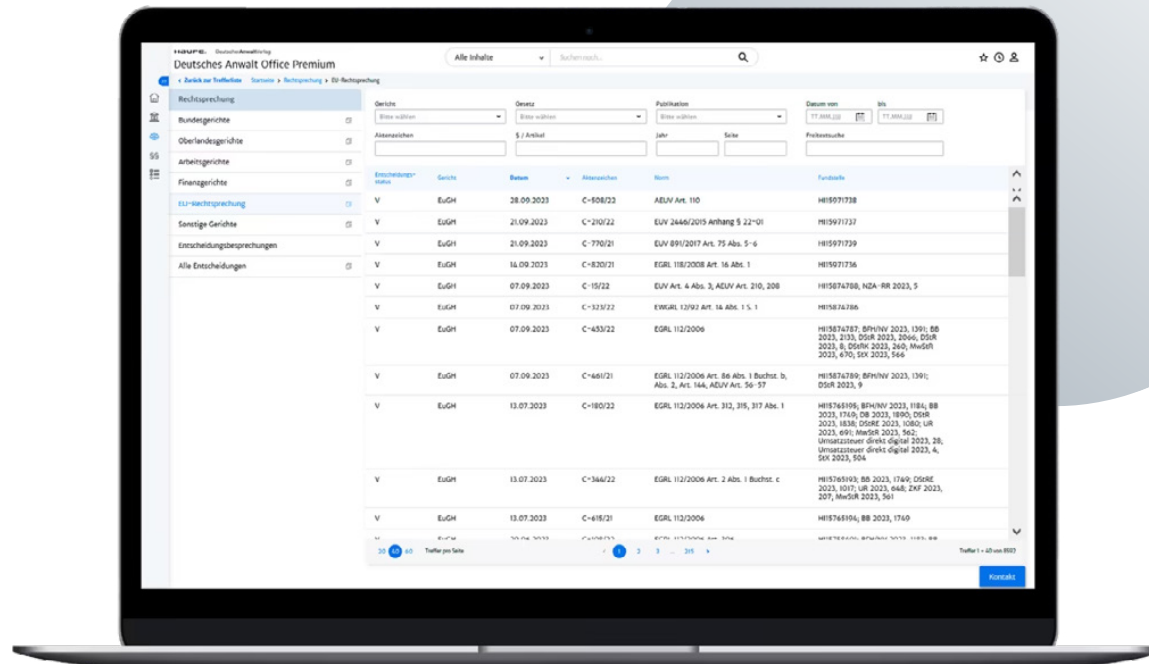 HAUFE. DeutscherAnwaltVerlag
Deutsches Anwalt Office Premium
Alle Inhalte
Suchen nach...
< Zurück zur Trefferliste Startseite > Rechtsprechung > EU-Rechtsprechung
Rechtsprechung
Bundesgerichte
Oberlandesgerichte
Arbeitsgerichte
Finanzgerichte
EU-Rechtsprechung
Sonstige Gerichte
Entscheidungsbesprechungen
Alle Entscheidungen
§§
Gericht Gesetz Publikation Datum von bis
Bitte wählen Bitte wählen Bitte wählen TT.MM.JJJJ TT.MM.JJJJ
Aktenzeichen § / Artikel Jahr Seite Freitextsuche
Entscheidungs-
status Gericht Datum Aktenzeichen Norm Fundstelle
V EuGH 28.09.2023 C-508/22 AEUV Art. 110 HI15971738
V EuGH 21.09.2023 C-210/22 EUV 2446/2015 Anhang § 22-01 HI15971737
V EuGH 21.09.2023 C-770/21 EUV 891/2017 Art. 75 Abs. 5-6 HI15971739
V EuGH 14.09.2023 C-820/21 EGRL 118/2008 Art. 16 Abs. 1 HI15971736
V EuGH 07.09.2023 C-15/22 EUV Art. 4 Abs. 3, AEUV Art. 210, 208 HI15874788, NZA-RR 2023, 5
V EuGH 07.09.2023 C-323/22 EWGRL 12/92 Art. 14 Abs. 1 S. 1 HI15874786
V EuGH 07.09.2023 C-453/22 EGRL 112/2006 HI15874787; BFH/NV 2023, 1391; BB
2023, 2133, DStR 2023, 2066; DStR
2023, 8; DStRK 2023, 260; MwStR
2023, 670; StX 2023, 566
V EuGH 07.09.2023 C-461/21 EGRL 112/2006 Art. 86 Abs. 1 Buchst. b, HI15874789; BFH/NV 2023, 1391;
Abs. 2, Art. 144; AEUV Art. 56-57 DStR 2023, 9
V EuGH 13.07.2023 C-180/22 EGRL 112/2006 Art. 312, 315, 317 Abs. 1 HI15765195; BFH/NV 2023, 1184; BB
2023, 1749; DB 2023, 1890; DStR
2023, 1838; DStRE 2023, 1080; UR
2023, 691; MwStR 2023, 562;
Umsatzsteuer direkt digital 2023, 28;
Umsatzsteuer direkt digital 2023, 4;
StX 2023, 504
V EuGH 13.07.2023 C-344/22 EGRL 112/2006 Art. 2 Abs. 1 Buchst. c HI15765193; BB 2023, 1749; DStRE
2023, 1017; UR 2023, 648; ZKF 2023,
207; MwStR 2023, 561
V EuGH 13.07.2023 C-615/21 EGRL 112/2006 HI15765194; BB 2023, 1749
20 40 60 Treffer pro Seite 1 2 3 ... 215
Kontakt